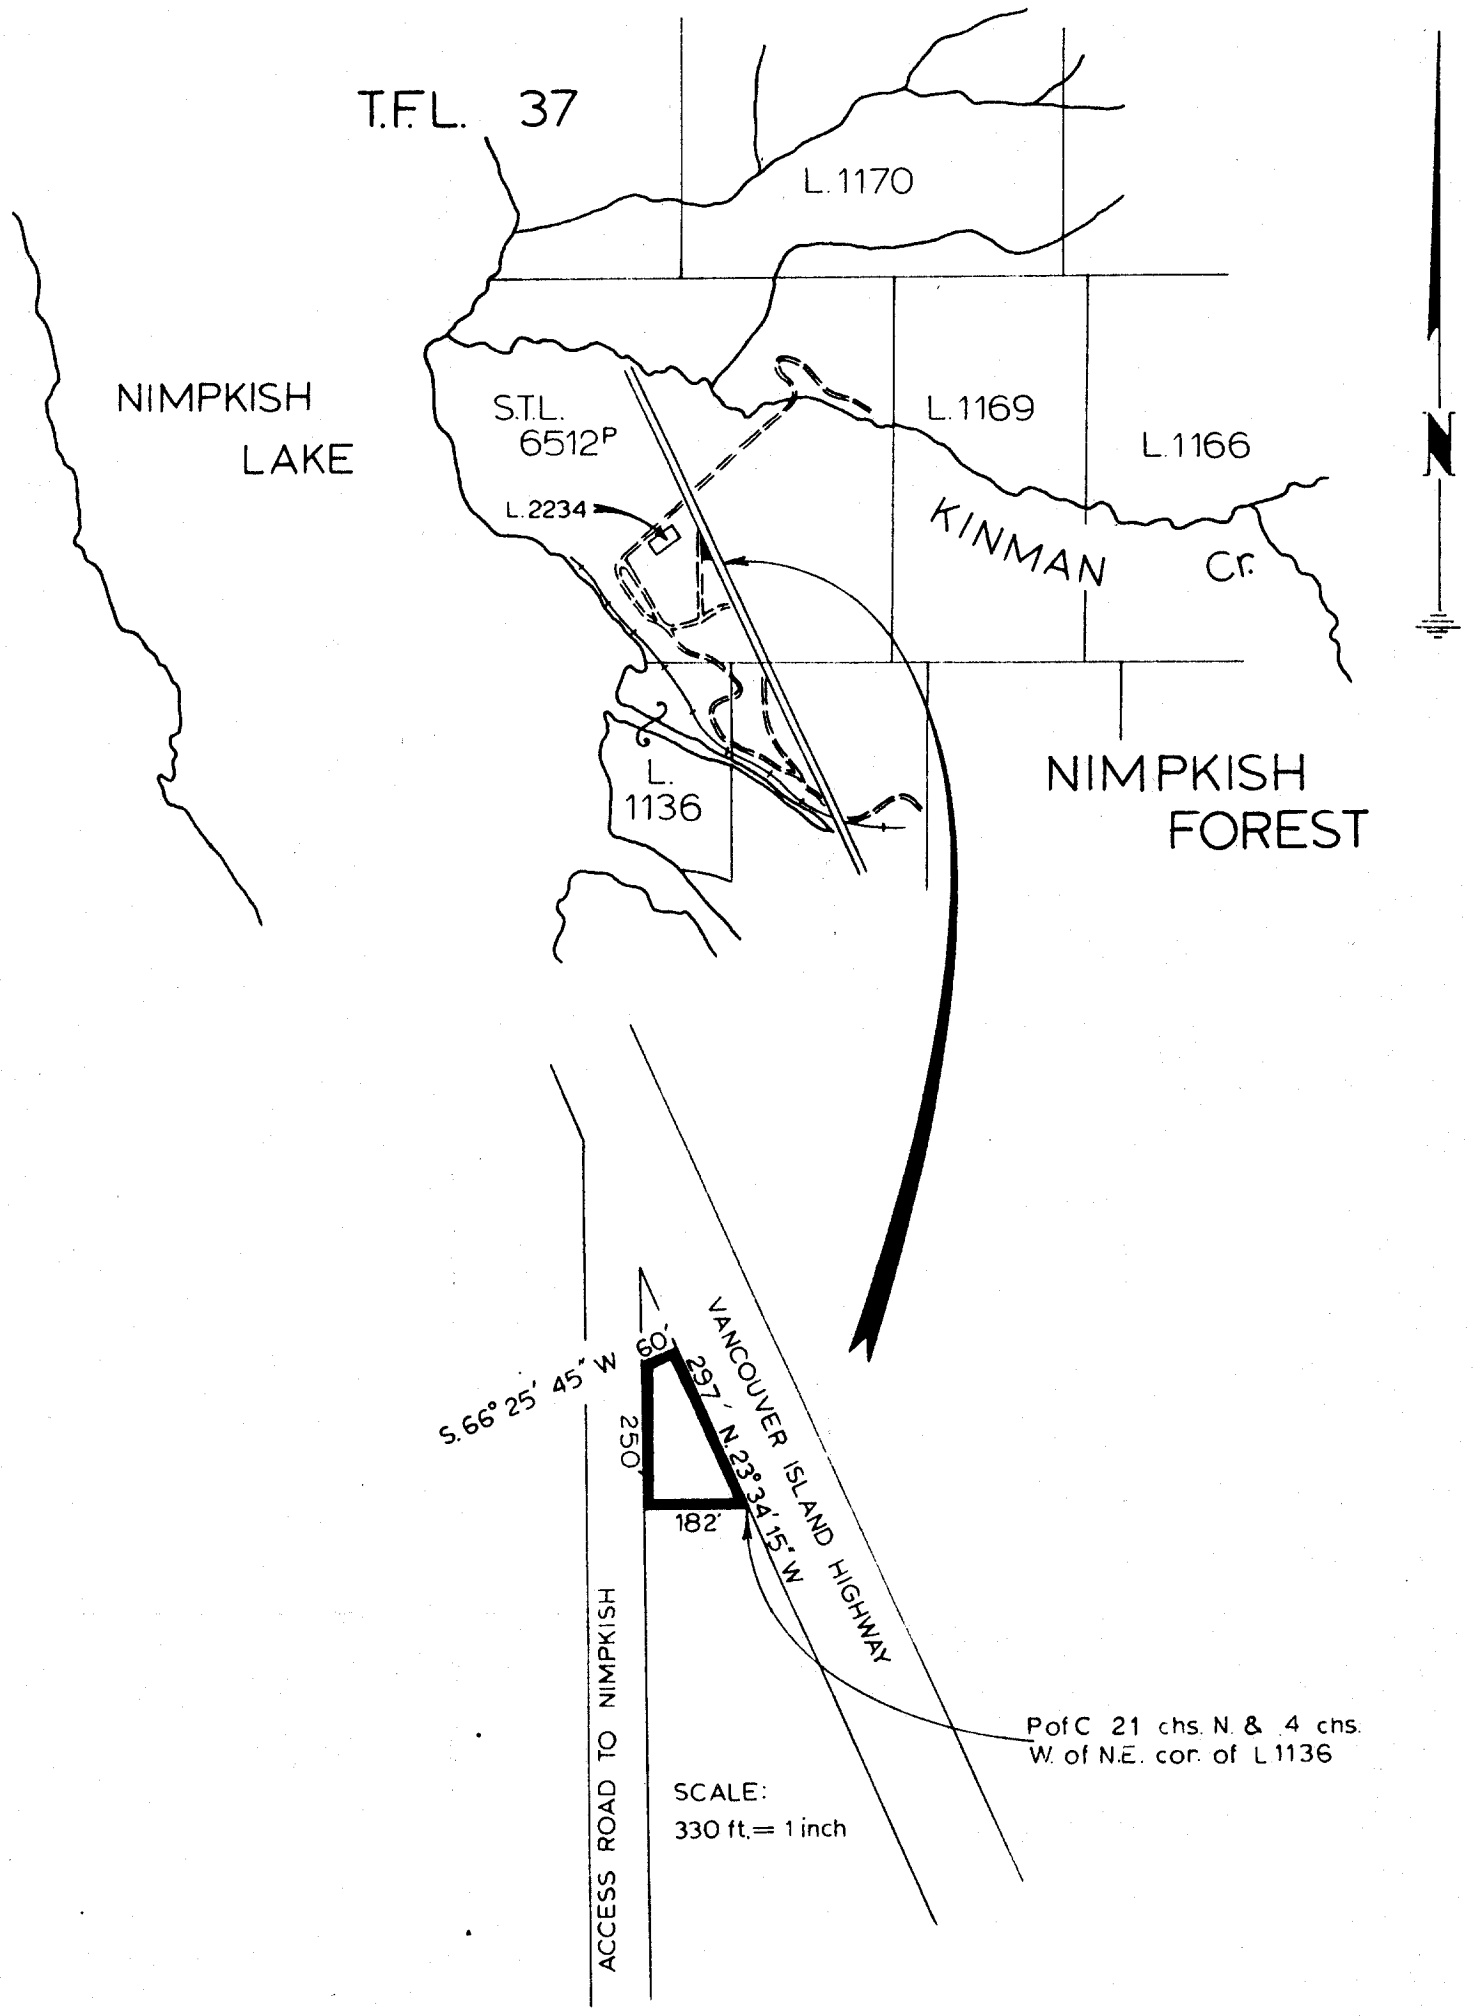 T.F.L. 37
L.1170
NIMPKISH
LAKE
S.T.L.
6512P
L.1169
L.1166
N
L.2234
KINMAN Cr.
L.
1136
NIMPKISH
FOREST
60'
S.66° 25' 45" W
297' N.23° 34' 15" W
VANCOUVER ISLAND HIGHWAY
250'
182'
ACCESS ROAD TO NIMPKISH
P of C 21 chs. N. & .4 chs.
W. of N.E. cor. of L1136
SCALE:
330 ft. = 1 inch